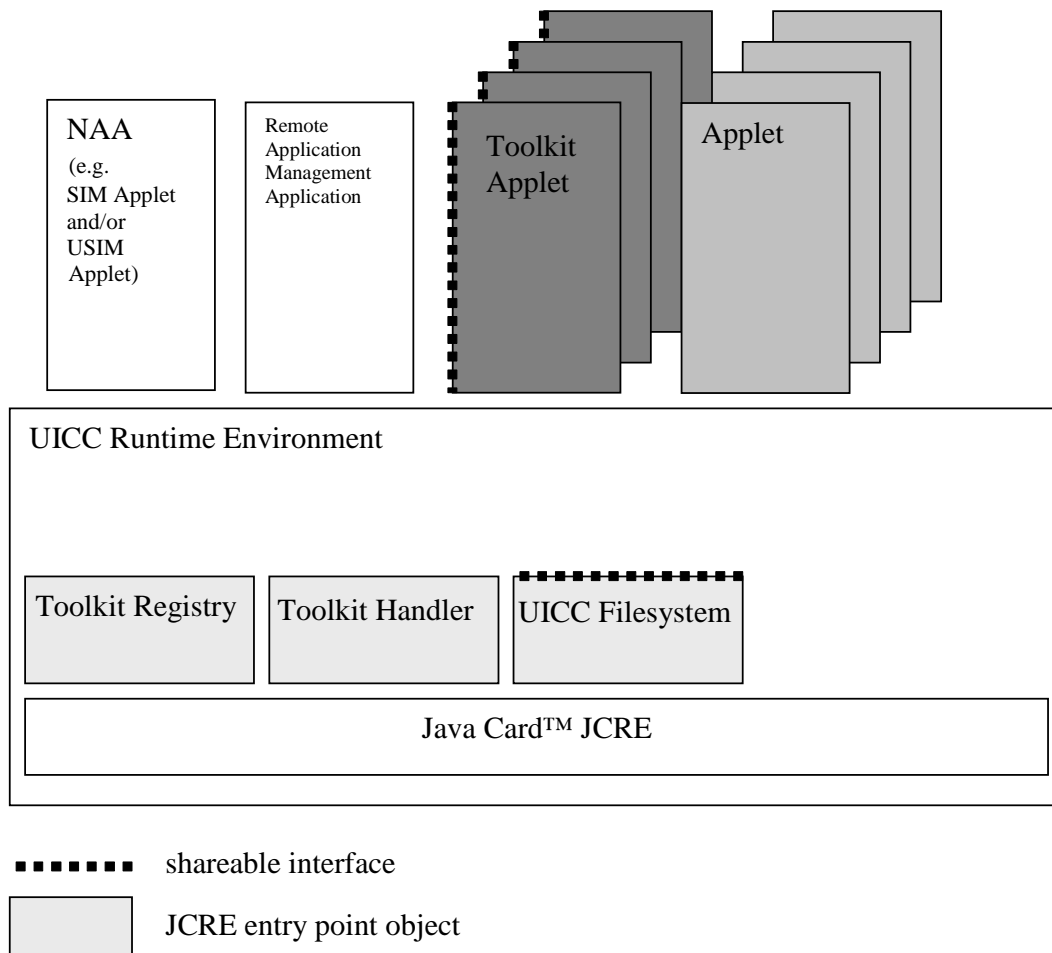 NAA
(e.g.
SIM Applet
and/or
USIM
Applet)
Remote
Application
Management
Application
Toolkit
Applet
Applet
UICC Runtime Environment
Toolkit Registry
Toolkit Handler
UICC Filesystem
Java Card™ JCRE
shareable interface
JCRE entry point object